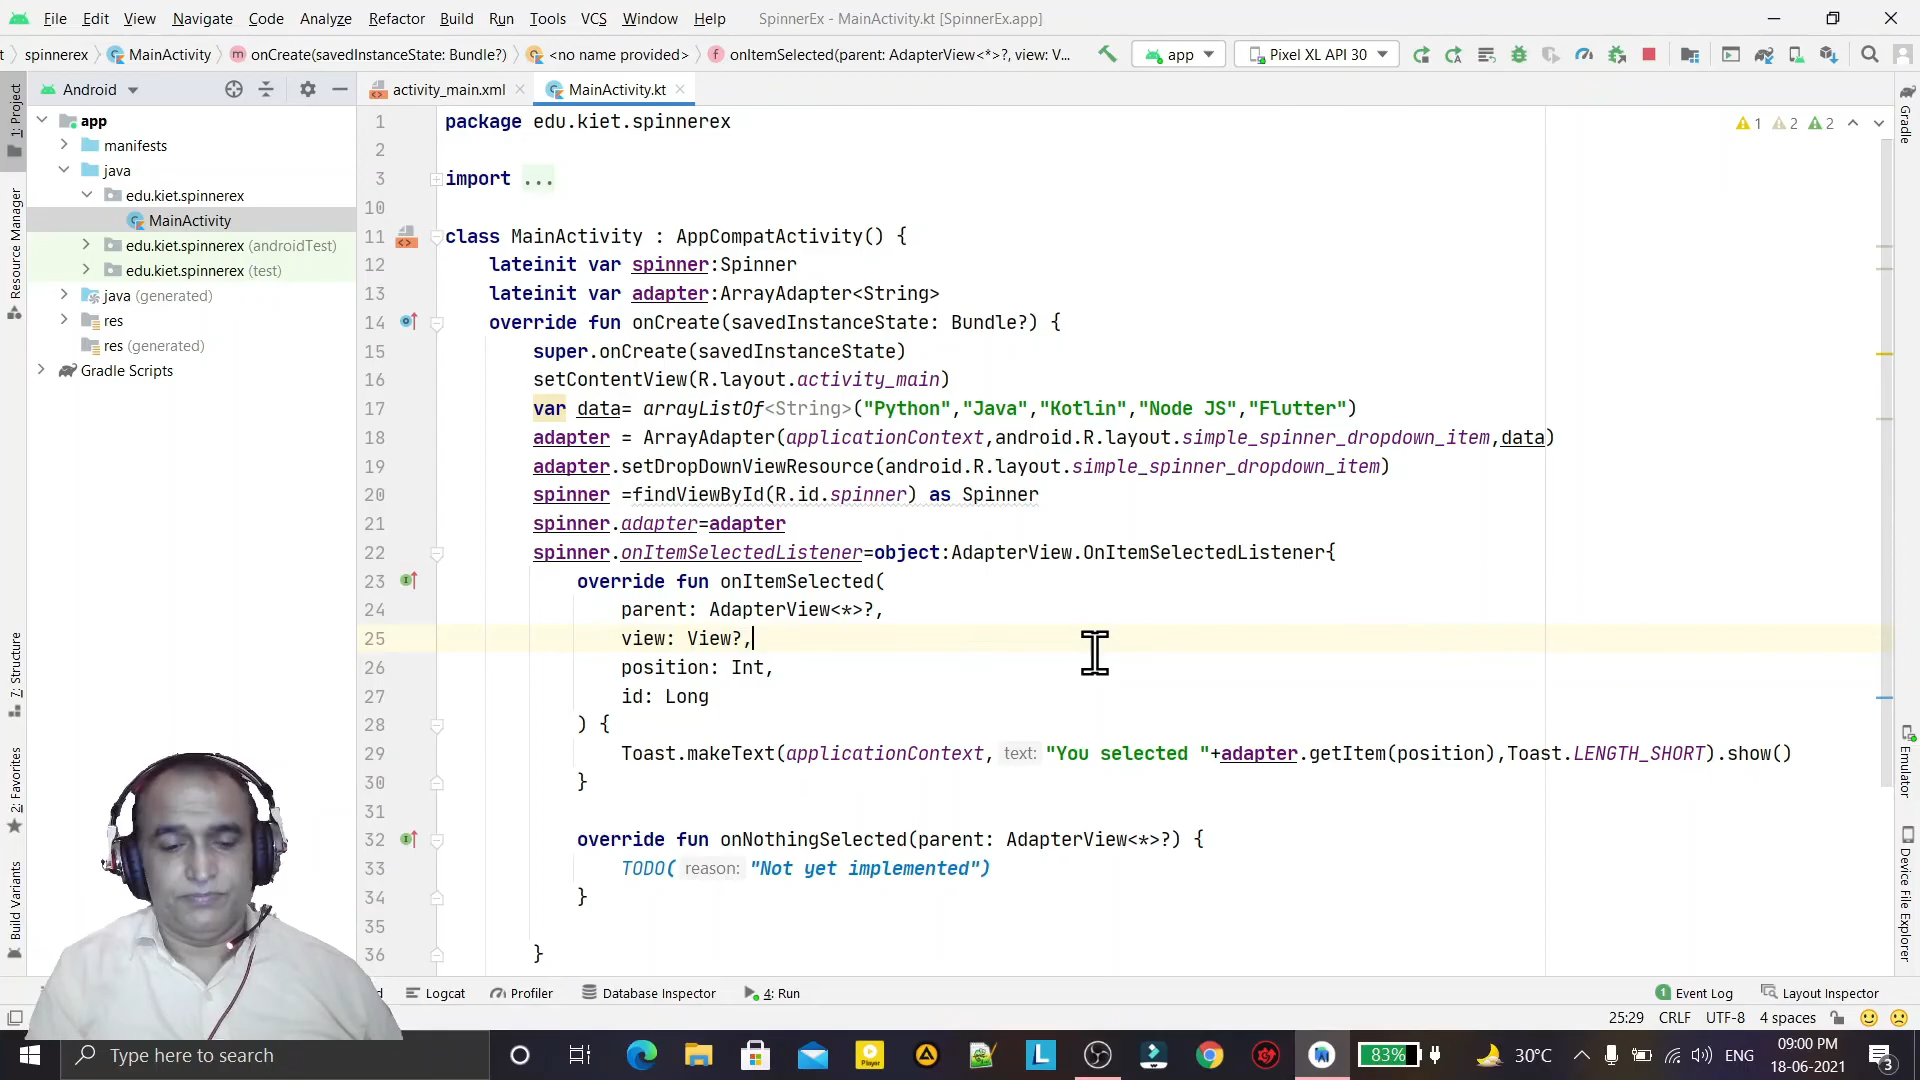 File Edit View Navigate Code Analyze Refactor Build Run Tools VCS Window Help SpinnerEx - MainActivity.kt [SpinnerEx.app]
spinnerex MainActivity onCreate(savedInstanceState: Bundle?) <no name provided> onItemSelected(parent: AdapterView<*>?, view: V... app Pixel XL API 30
Android activity_main.xml MainActivity.kt
1: Project
Resource Manager
7: Structure
2: Favorites
Build Variants
app
manifests
java
edu.kiet.spinnerex
MainActivity
edu.kiet.spinnerex (androidTest)
edu.kiet.spinnerex (test)
java (generated)
res
res (generated)
Gradle Scripts
1 package edu.kiet.spinnerex
2
3 import ...
10
11 class MainActivity : AppCompatActivity() {
12 lateinit var spinner:Spinner
13 lateinit var adapter:ArrayAdapter<String>
14 override fun onCreate(savedInstanceState: Bundle?) {
15 super.onCreate(savedInstanceState)
16 setContentView(R.layout.activity_main)
17 var data= arrayListOf<String>("Python","Java","Kotlin","Node JS","Flutter")
18 adapter = ArrayAdapter(applicationContext,android.R.layout.simple_spinner_dropdown_item,data)
19 adapter.setDropDownViewResource(android.R.layout.simple_spinner_dropdown_item)
20 spinner =findViewById(R.id.spinner) as Spinner
21 spinner.adapter=adapter
22 spinner.onItemSelectedListener=object:AdapterView.OnItemSelectedListener{
23 override fun onItemSelected(
24 parent: AdapterView<*>?,
25 view: View?,
26 position: Int,
27 id: Long
28 ) {
29 Toast.makeText(applicationContext, text: "You selected "+adapter.getItem(position),Toast.LENGTH_SHORT).show()
30 }
31
32 override fun onNothingSelected(parent: AdapterView<*>?) {
33 TODO( reason: "Not yet implemented")
34 }
35
36 }
1 2 2
Gradle
Emulator
Device File Explorer
Logcat Profiler Database Inspector 4: Run 1 Event Log Layout Inspector
25:29 CRLF UTF-8 4 spaces
Type here to search
Player
L
83% 30°C ENG
09:00 PM
18-06-2021
3